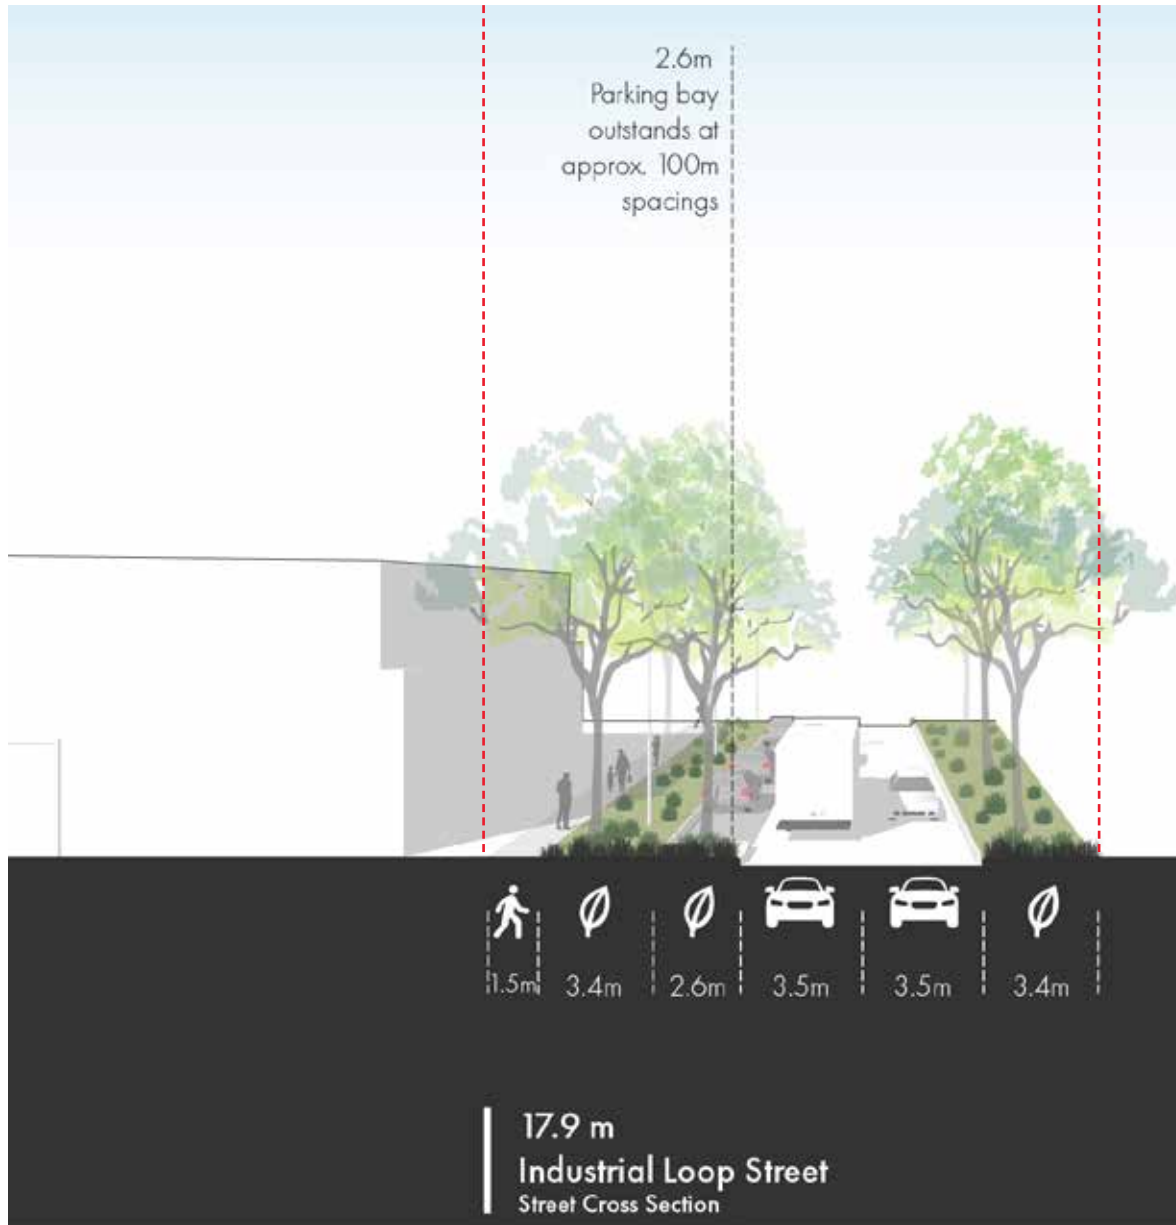 2.6m
Parking bay
outstands at
approx. 100m
spacings
1.5m 3.4m 2.6m 3.5m 3.5m 3.4m
17.9 m
Industrial Loop Street
Street Cross Section